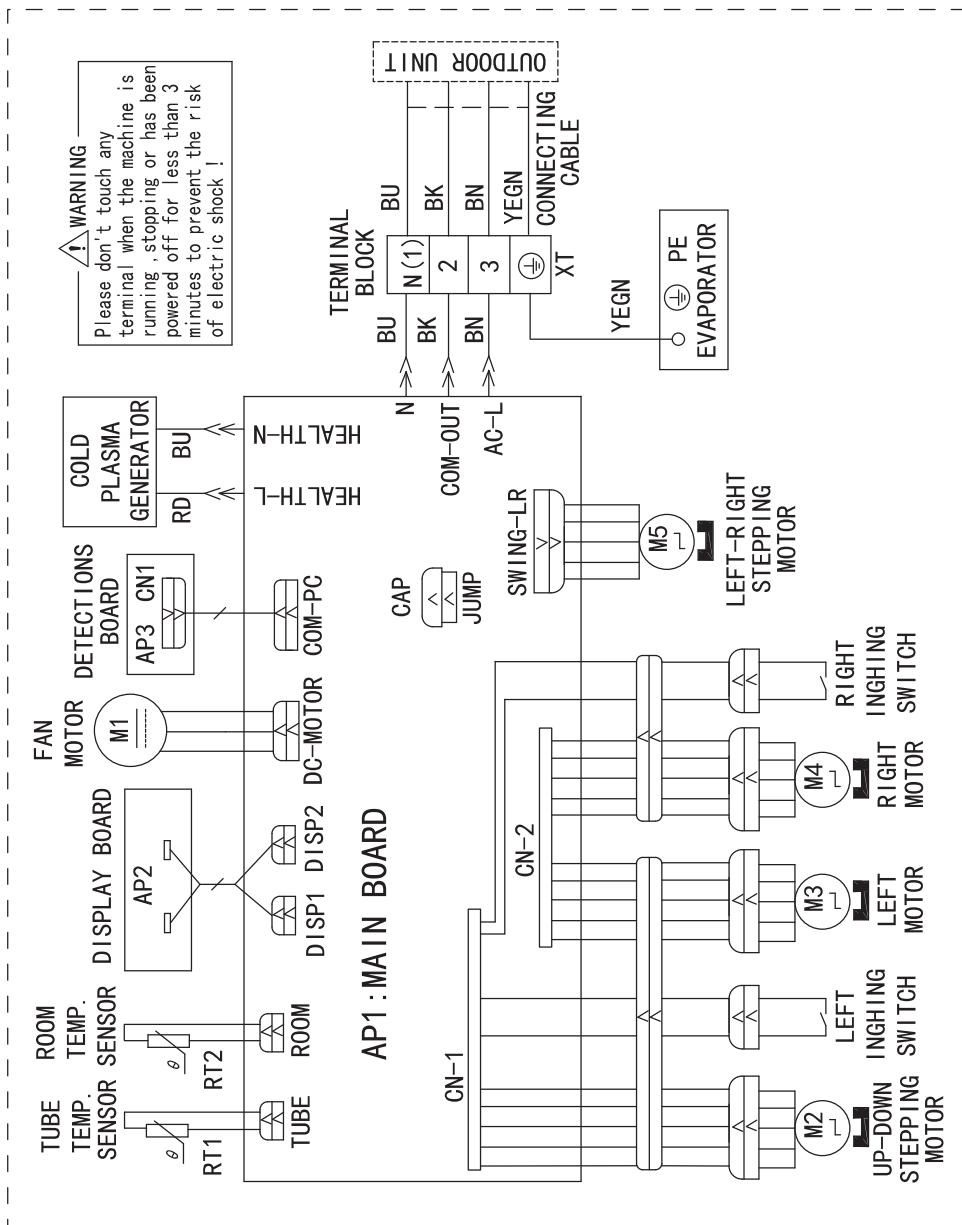 WARNING
Please don't touch any
terminal when the machine is
running ,stopping or has been
powered off for less than 3
minutes to prevent the risk
of electric shock !
TUBE
TEMP.
SENSOR
ROOM
TEMP.
SENSOR
DISPLAY BOARD
FAN
MOTOR
DETECTIONS
BOARD
COLD
PLASMA
GENERATOR
θ
RT1
θ
RT2
AP2
M1
AP3 CN1
RD
BU
TUBE
ROOM
DISP1
DISP2
DC-MOTOR
COM-PC
HEALTH-L
HEALTH-N
AP1:MAIN BOARD
CAP
JUMP
N
COM-OUT
AC-L
BU
BK
BN
TERMINAL
BLOCK
N(1)
2
3
XT
BU
BK
BN
YEGN
OUTDOOR UNIT
CONNECTING
CABLE
YEGN
PE
EVAPORATOR
SWING-LR
M5
LEFT-RIGHT
STEPPING
MOTOR
CN-1
CN-2
M2
UP-DOWN
STEPPING
MOTOR
LEFT
INGHING
SWITCH
M3
LEFT
MOTOR
M4
RIGHT
MOTOR
RIGHT
INGHING
SWITCH